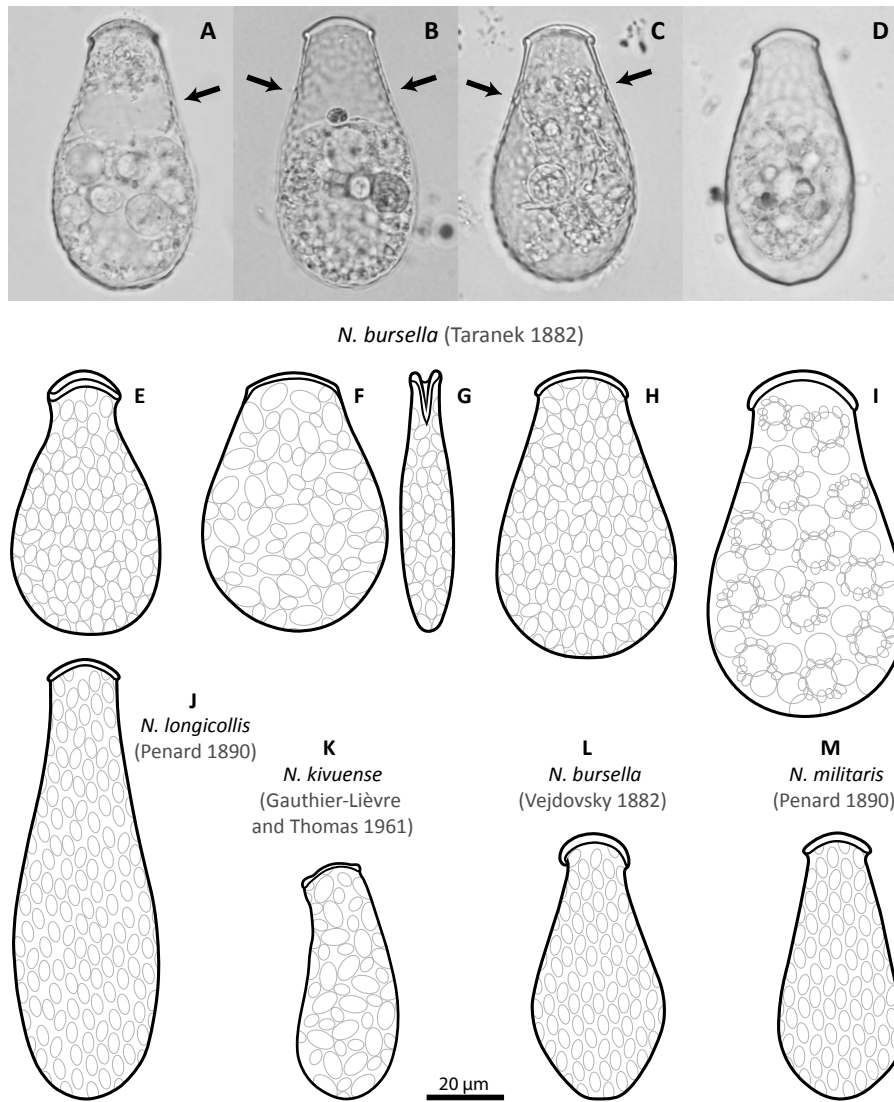 A
B
C
D
N. bursella (Taranek 1882)
E
F
G
H
I
J
N. longicollis
(Penard 1890)
K
N. kivuense
(Gauthier-Lièvre
and Thomas 1961)
L
N. bursella
(Vejdovsky 1882)
M
N. militaris
(Penard 1890)
20 µm